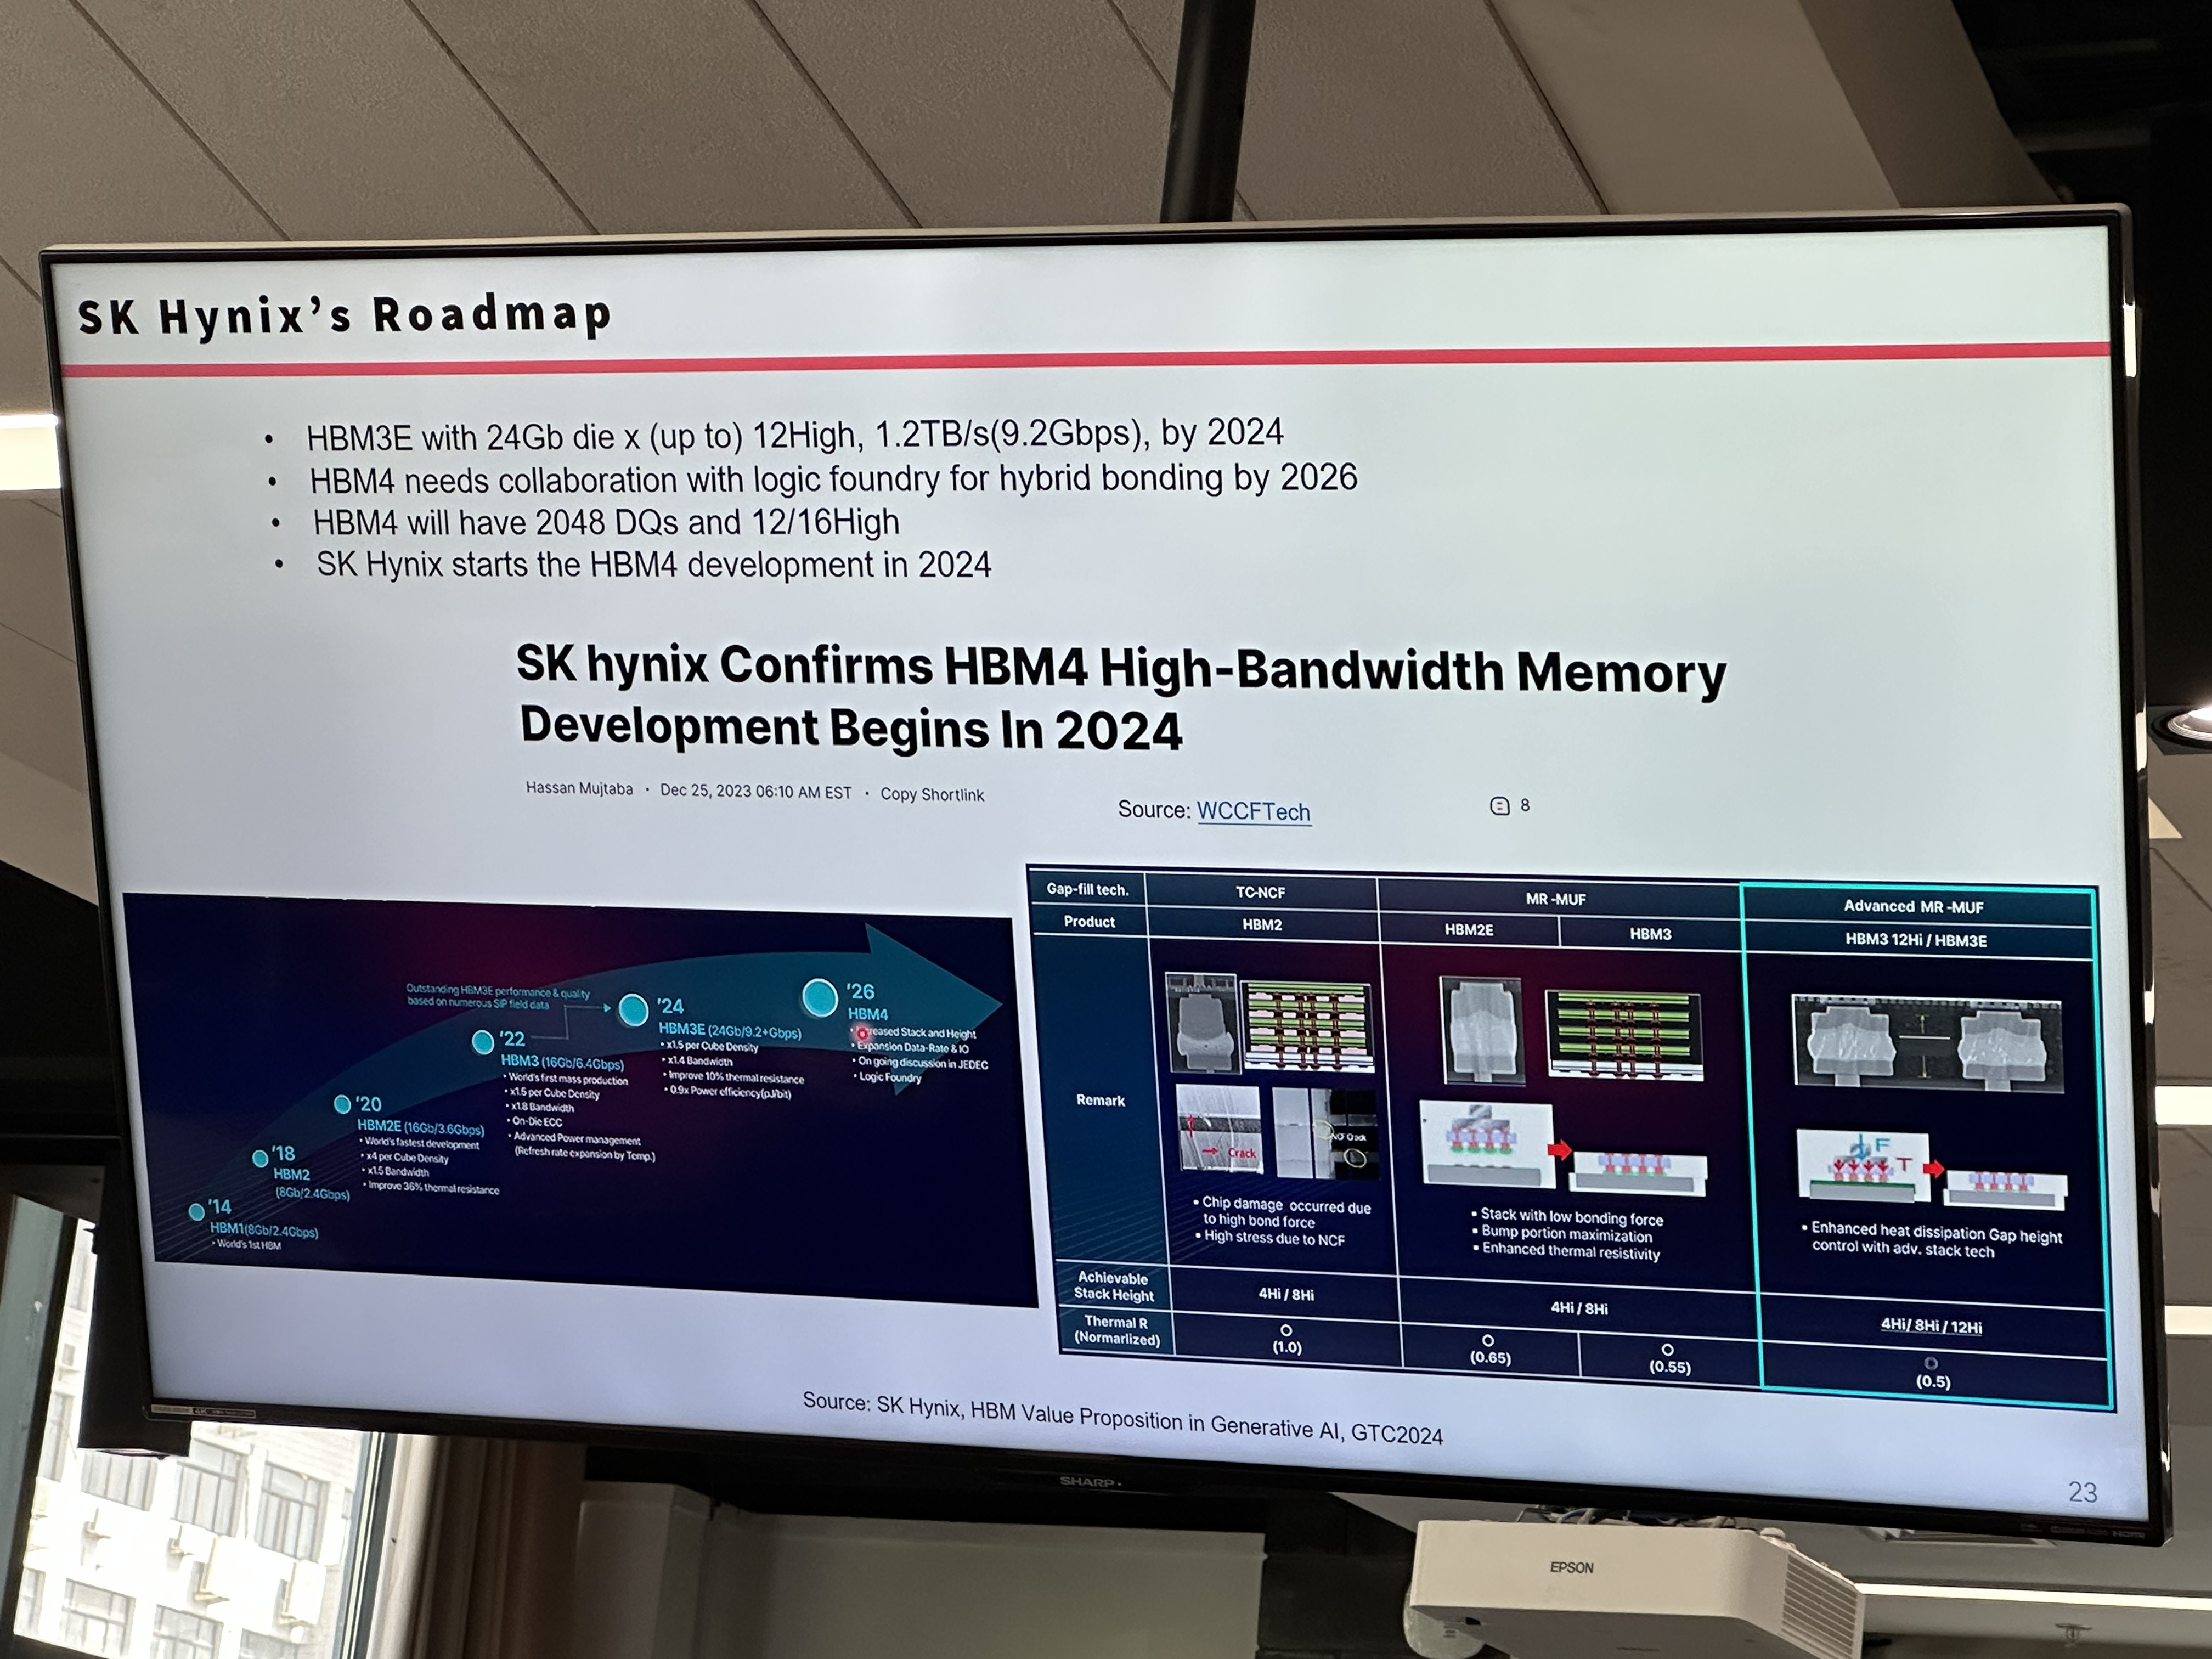 SK Hynix’s Roadmap
• HBM3E with 24Gb die x (up to) 12High, 1.2TB/s(9.2Gbps), by 2024
• HBM4 needs collaboration with logic foundry for hybrid bonding by 2026
• HBM4 will have 2048 DQs and 12/16High
• SK Hynix starts the HBM4 development in 2024
SK hynix Confirms HBM4 High-Bandwidth Memory
Development Begins In 2024
Hassan Mujtaba • Dec 25, 2023 06:10 AM EST • Copy Shortlink
Source: WCCFTech
8
Outstanding HBM3E performance & quality
based on numerous SIP field data
'14
HBM1(8Gb/2.4Gbps)
• World's 1st HBM
'18
HBM2
(8Gb/2.4Gbps)
'20
HBM2E (16Gb/3.6Gbps)
• World's fastest development
• x4 per Cube Density
• x1.5 Bandwidth
• Improve 36% thermal resistance
'22
HBM3 (16Gb/6.4Gbps)
• World's first mass production
• x1.5 per Cube Density
• x1.8 Bandwidth
• On-Die ECC
• Advanced Power management
(Refresh rate expansion by Temp.)
'24
HBM3E (24Gb/9.2+Gbps)
• x1.5 per Cube Density
• x1.4 Bandwidth
• Improve 10% thermal resistance
• 0.9x Power efficiency(pJ/bit)
'26
HBM4
Stack and Height
• Expansion Data-Rate & IO
• On going discussion in JEDEC
• Logic Foundry
Gap-fill tech.
TC-NCF
MR-MUF
Advanced MR-MUF
Product
HBM2
HBM2E
HBM3
HBM3 12Hi / HBM3E
Remark
Crack
Crack
F
T
▪ Chip damage occurred due
to high bond force
▪ High stress due to NCF
▪ Stack with low bonding force
▪ Bump portion maximization
▪ Enhanced thermal resistivity
▪ Enhanced heat dissipation Gap height
control with adv. stack tech
Achievable
Stack Height
4Hi / 8Hi
4Hi / 8Hi
4Hi/ 8Hi / 12Hi
Thermal R
(Normarlized)
(1.0)
(0.65)
(0.55)
(0.5)
Source: SK Hynix, HBM Value Proposition in Generative AI, GTC2024
23
SHARP
EPSON